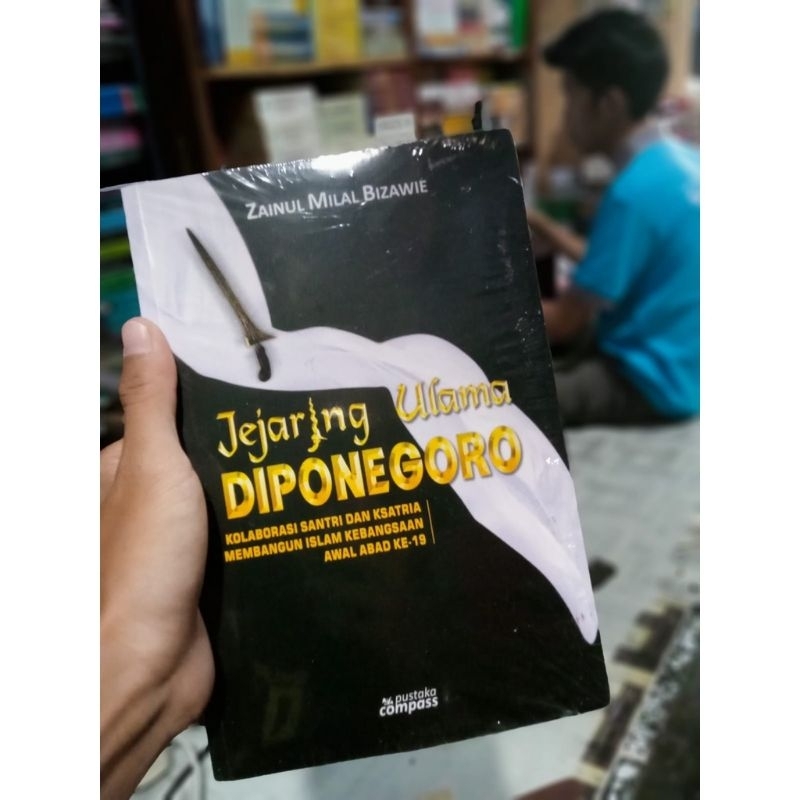 ZAINUL MILAL BIZAWIE
Jejaring Ulama
DIPONEGORO
KOLABORASI SANTRI DAN KSATRIA
MEMBANGUN ISLAM KEBANGSAAN
AWAL ABAD KE-19
pustaka
compass